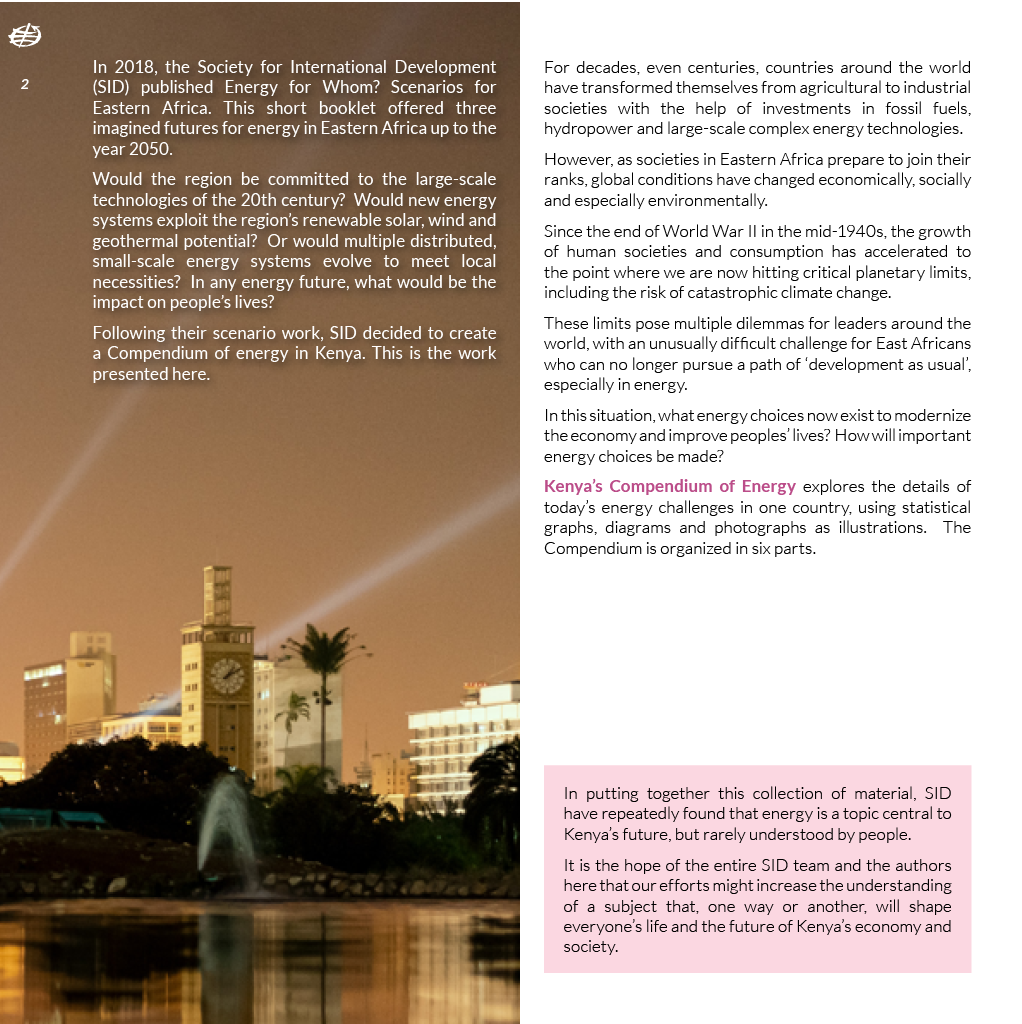 2
In 2018, the Society for International Development
(SID) published Energy for Whom? Scenarios for
Eastern Africa. This short booklet offered three
imagined futures for energy in Eastern Africa up to the
year 2050.
Would the region be committed to the large-scale
technologies of the 20th century? Would new energy
systems exploit the region's renewable solar, wind and
geothermal potential? Or would multiple distributed,
small-scale energy systems evolve to meet local
necessities? In any energy future, what would be the
impact on people's lives?
Following their scenario work, SID decided to create
a Compendium of energy in Kenya. This is the work
presented here.
For decades, even centuries, countries around the world
have transformed themselves from agricultural to industrial
societies with the help of investments in fossil fuels,
hydropower and large-scale complex energy technologies.
However, as societies in Eastern Africa prepare to join their
ranks, global conditions have changed economically, socially
and especially environmentally.
Since the end of World War II in the mid-1940s, the growth
of human societies and consumption has accelerated to
the point where we are now hitting critical planetary limits,
including the risk of catastrophic climate change.
These limits pose multiple dilemmas for leaders around the
world, with an unusually difficult challenge for East Africans
who can no longer pursue a path of ‘development as usual’,
especially in energy.
In this situation, what energy choices now exist to modernize
the economy and improve peoples’ lives? How will important
energy choices be made?
Kenya’s Compendium of Energy explores the details of
today’s energy challenges in one country, using statistical
graphs, diagrams and photographs as illustrations. The
Compendium is organized in six parts.
In putting together this collection of material, SID
have repeatedly found that energy is a topic central to
Kenya’s future, but rarely understood by people.
It is the hope of the entire SID team and the authors
here that our efforts might increase the understanding
of a subject that, one way or another, will shape
everyone’s life and the future of Kenya’s economy and
society.